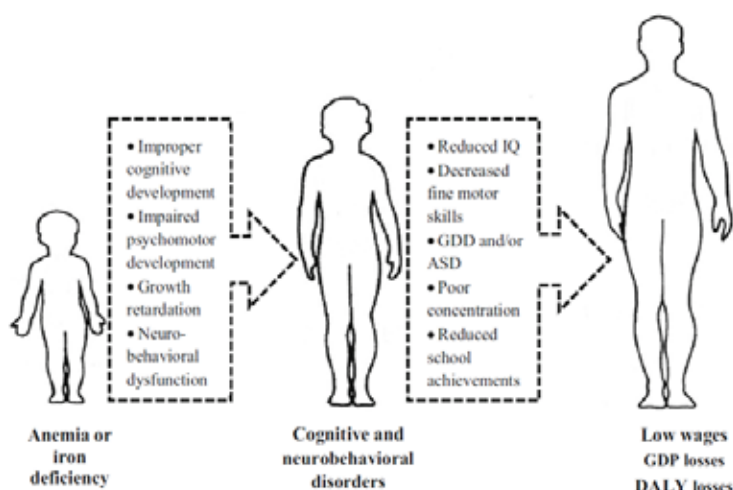 • Improper
cognitive
development
• Impaired
psychomotor
development
• Growth
retardation
• Neuro-
behavioral
dysfunction
• Reduced IQ
• Decreased
fine motor
skills
• GDD and/or
ASD
• Poor
concentration
• Reduced
school
achievements
Anemia or
iron
deficiency
Cognitive and
neurobehavioral
disorders
Low wages
GDP losses
DALY losses